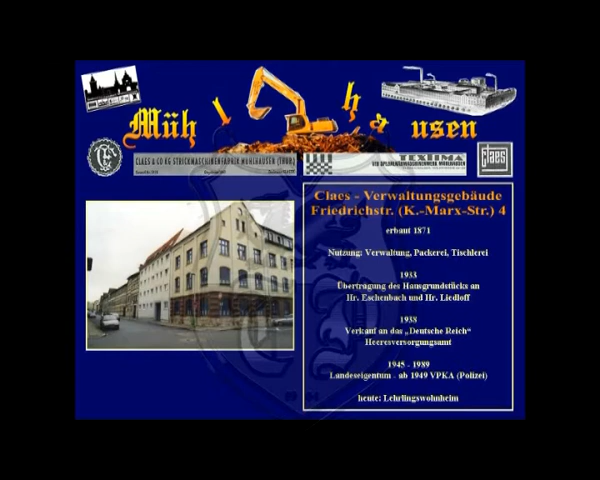 Mühlhausen
CLAES & CO KG STRICKMASCHINENFABRIK MÜHLHAUSEN (THÜR.)
TEXTIMA
claes
Claes - Verwaltungsgebäude
Friedrichstr. (K.-Marx-Str.) 4
erbaut 1871
Nutzung: Verwaltung, Packerei, Tischlerei
1933
Übertragung des Hausgrundstücks an
Hr. Eschenbach und Hr. Liedloff
1938
Verkauf an das „Deutsche Reich“
Heeresversorgungsamt
1945 - 1989
Landeseigentum - ab 1949 VPKA (Polizei)
heute: Lehrlingswohnheim